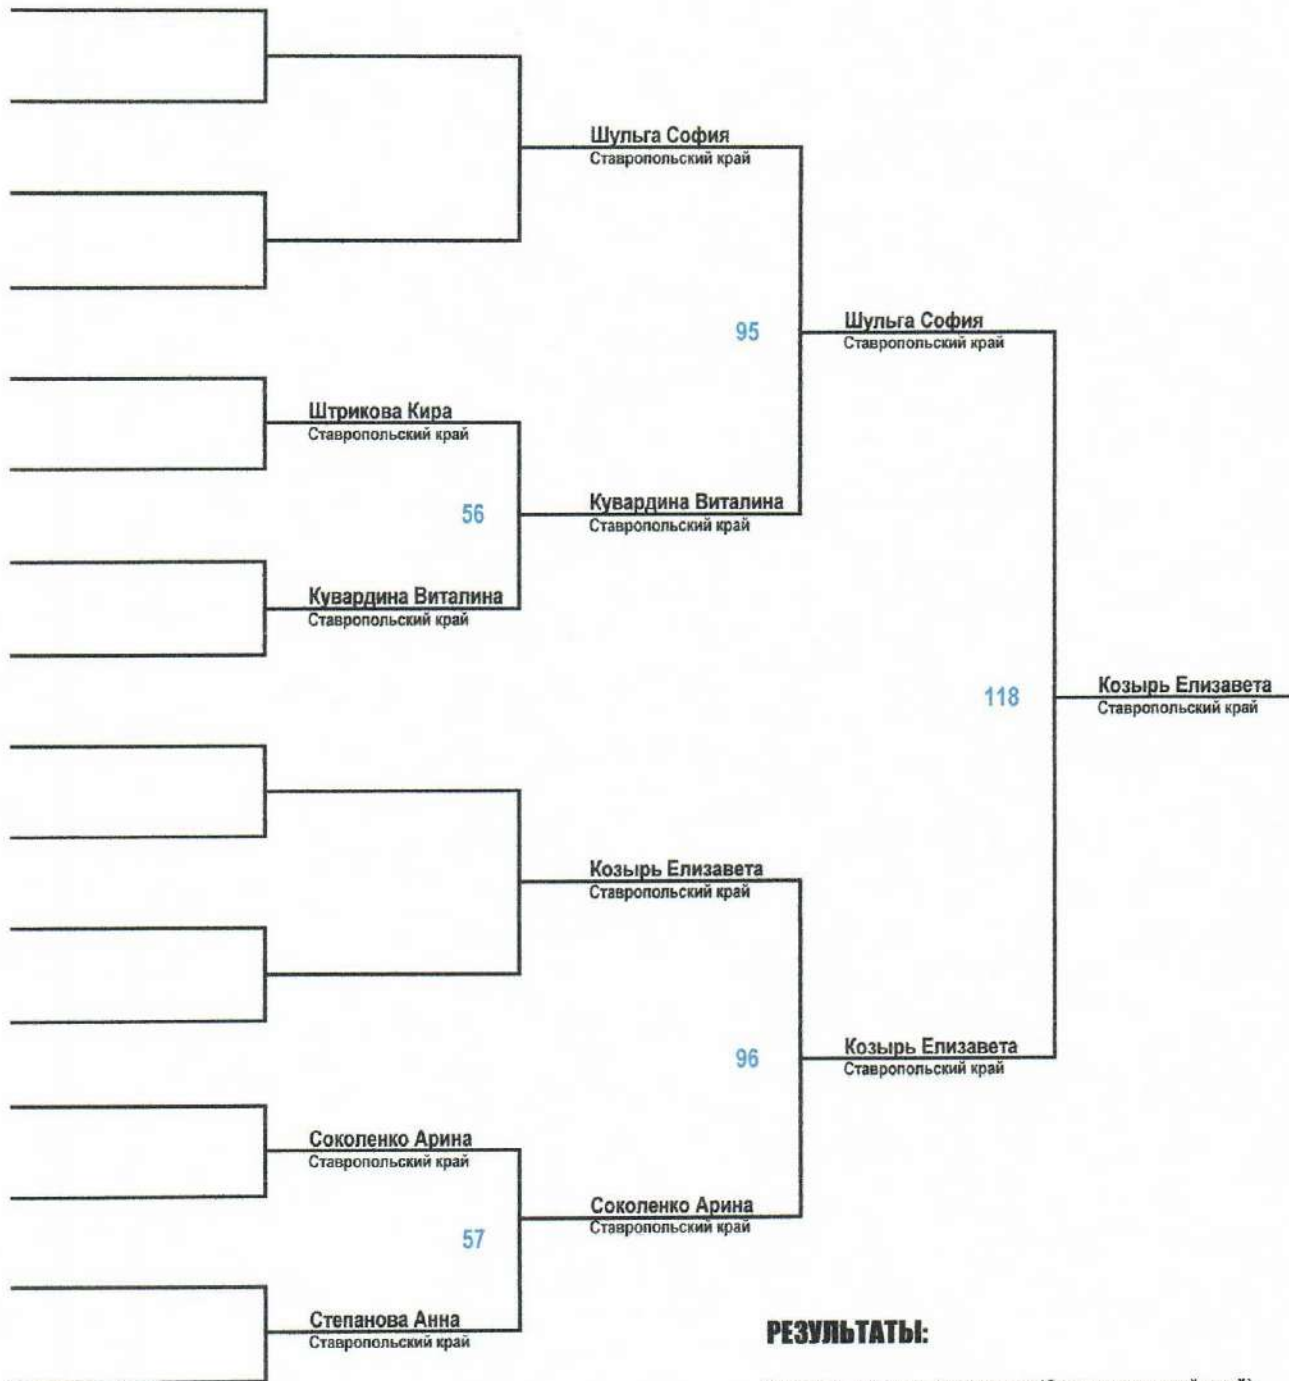 Шульга София
Ставропольский край
95
Шульга София
Ставропольский край
Штрикова Кира
Ставропольский край
56
Кувардина Виталина
Ставропольский край
Кувардина Виталина
Ставропольский край
118
Козырь Елизавета
Ставропольский край
Козырь Елизавета
Ставропольский край
96
Козырь Елизавета
Ставропольский край
Соколенко Арина
Ставропольский край
57
Соколенко Арина
Ставропольский край
Степанова Анна
Ставропольский край
РЕЗУЛЬТАТЫ: